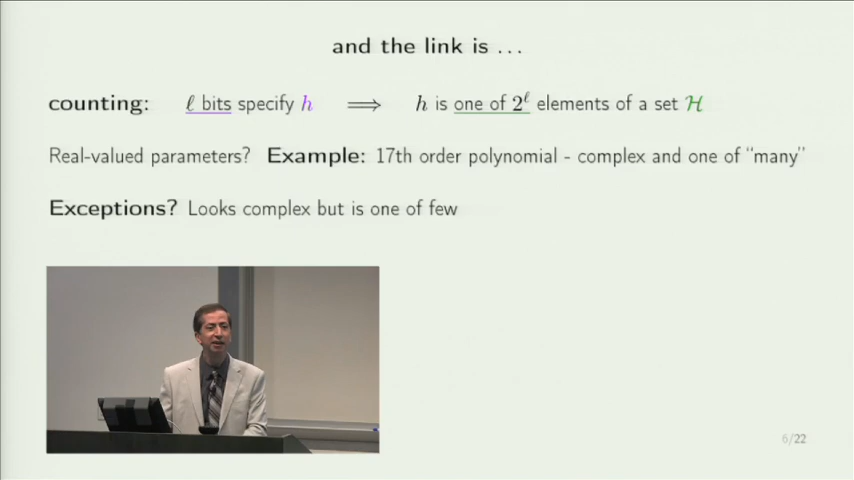 and the link is ...
counting: ℓ bits specify h ⟹ h is one of 2^ℓ elements of a set ℋ
Real-valued parameters? Example: 17th order polynomial - complex and one of "many"
Exceptions? Looks complex but is one of few
6/22